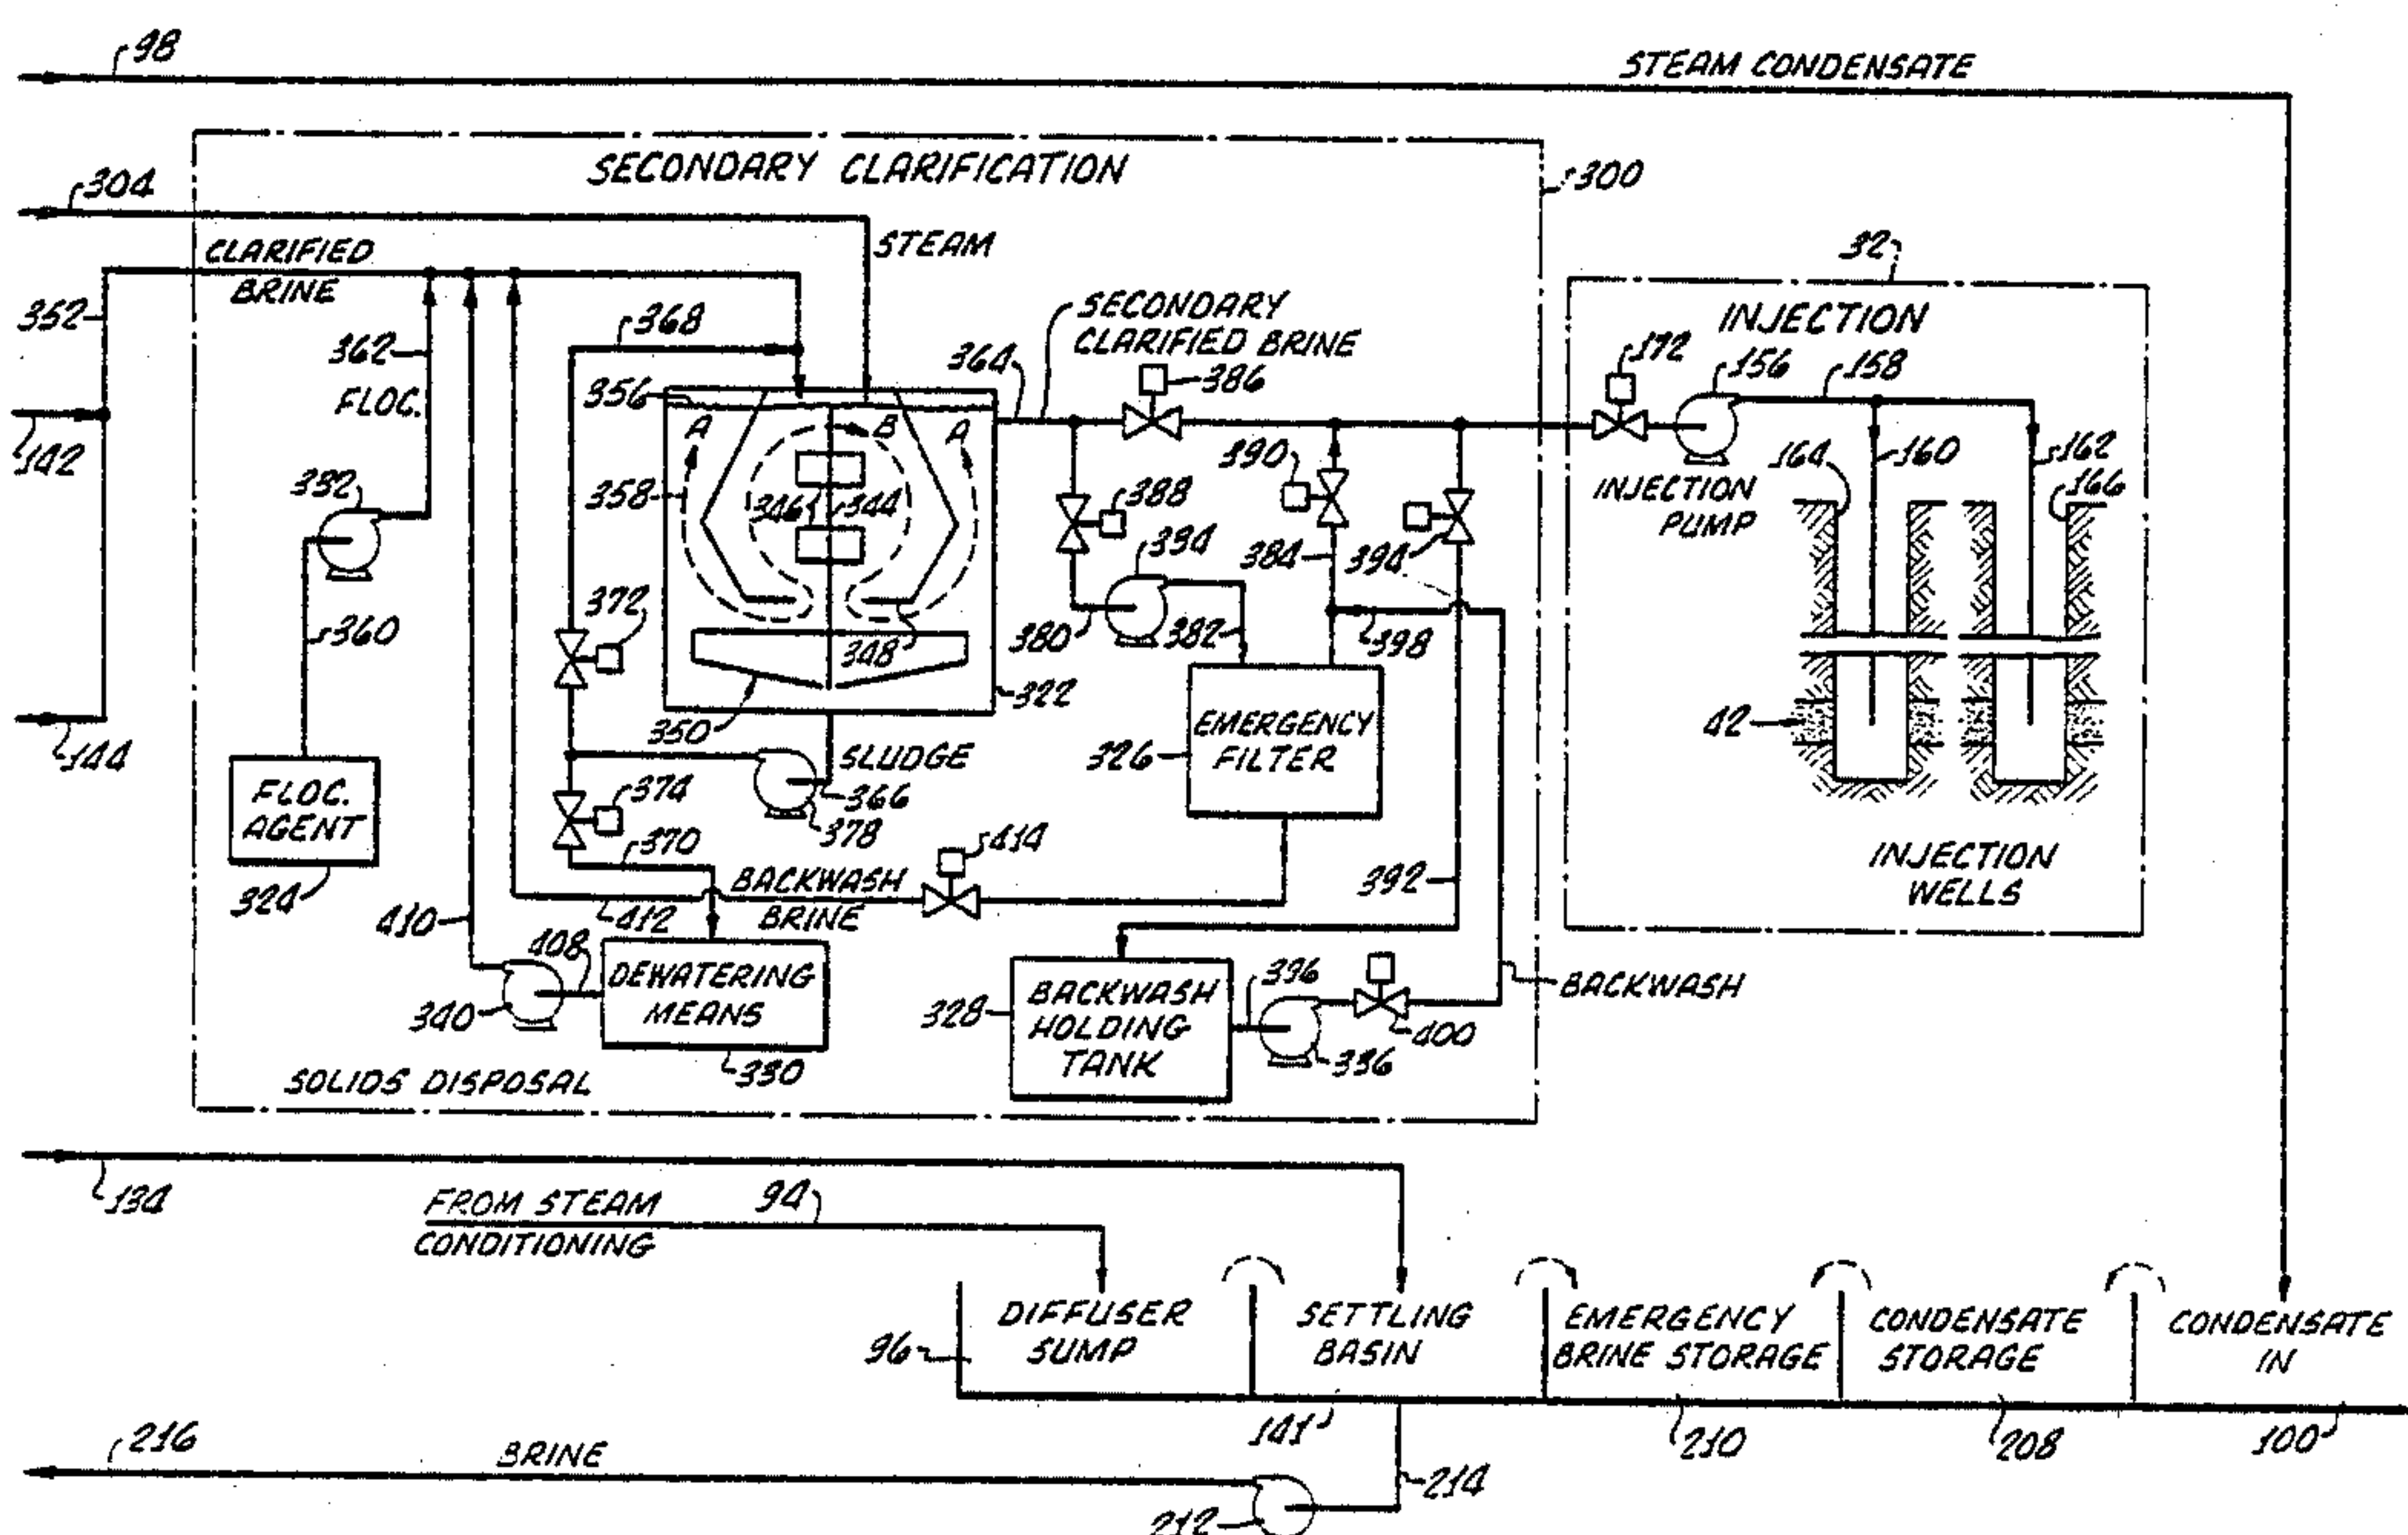 98
STEAM CONDENSATE
SECONDARY CLARIFICATION
300
304
STEAM
CLARIFIED
BRINE
352
362
FLOC.
368
SECONDARY
CLARIFIED BRINE
364
386
32
INJECTION
172
156
158
356
A
B
A
142
358
346
344
388
390
384
394
164
160
162
166
INJECTION
PUMP
332
334
372
360
380
382
398
348
322
350
42
144
EMERGENCY
FILTER
326
SLUDGE
366
378
374
FLOC.
AGENT
324
370
414
392
INJECTION
WELLS
BACKWASH
BRINE
412
410
408
DEWATERING
MEANS
340
330
396
BACKWASH
HOLDING
TANK
328
336
400
BACKWASH
SOLIDS DISPOSAL
134
FROM STEAM
CONDITIONING
94
DIFFUSER
SUMP
96
SETTLING
BASIN
EMERGENCY
BRINE STORAGE
CONDENSATE
STORAGE
CONDENSATE
IN
141
210
208
100
216
BRINE
214
212